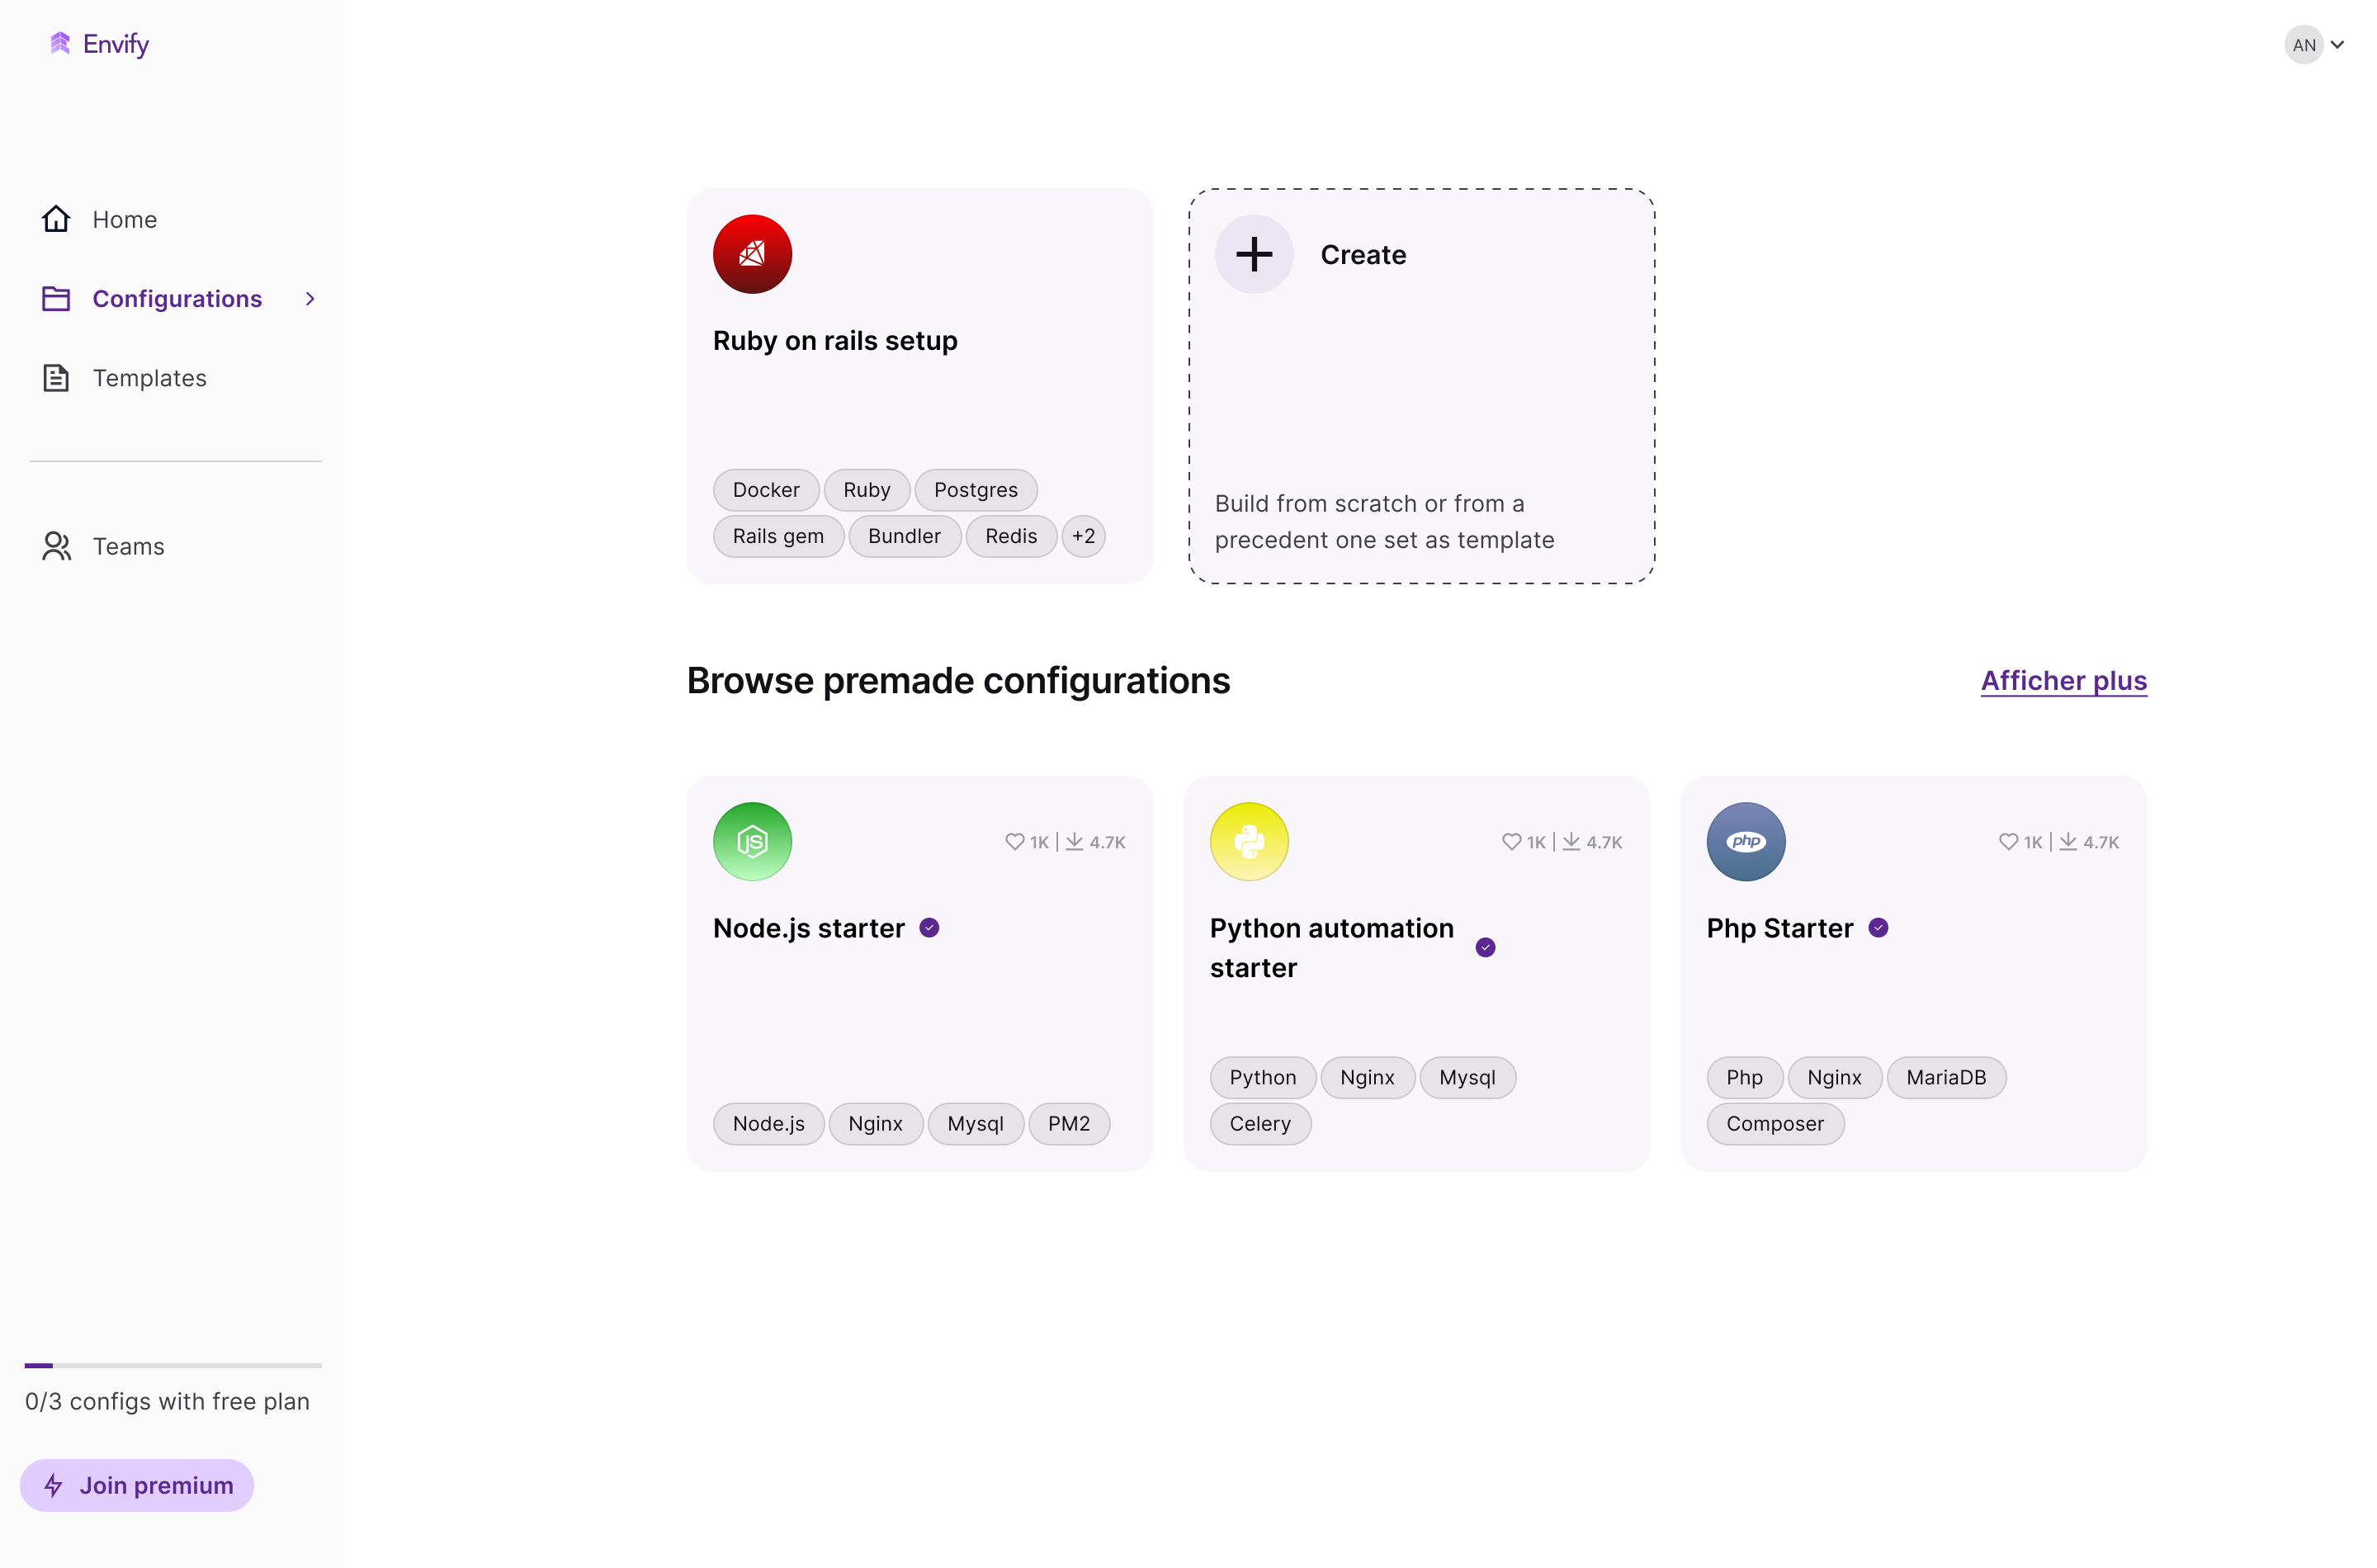 Envify
AN
Home
Configurations
Templates
Teams
0/3 configs with free plan
Join premium
Ruby on rails setup
Docker Ruby Postgres
Rails gem Bundler Redis +2
Create
Build from scratch or from a
precedent one set as template
Browse premade configurations
Afficher plus
JS
1K | 4.7K
Node.js starter
Node.js Nginx Mysql PM2
1K | 4.7K
Python automation
starter
Python Nginx Mysql
Celery
php
1K | 4.7K
Php Starter
Php Nginx MariaDB
Composer